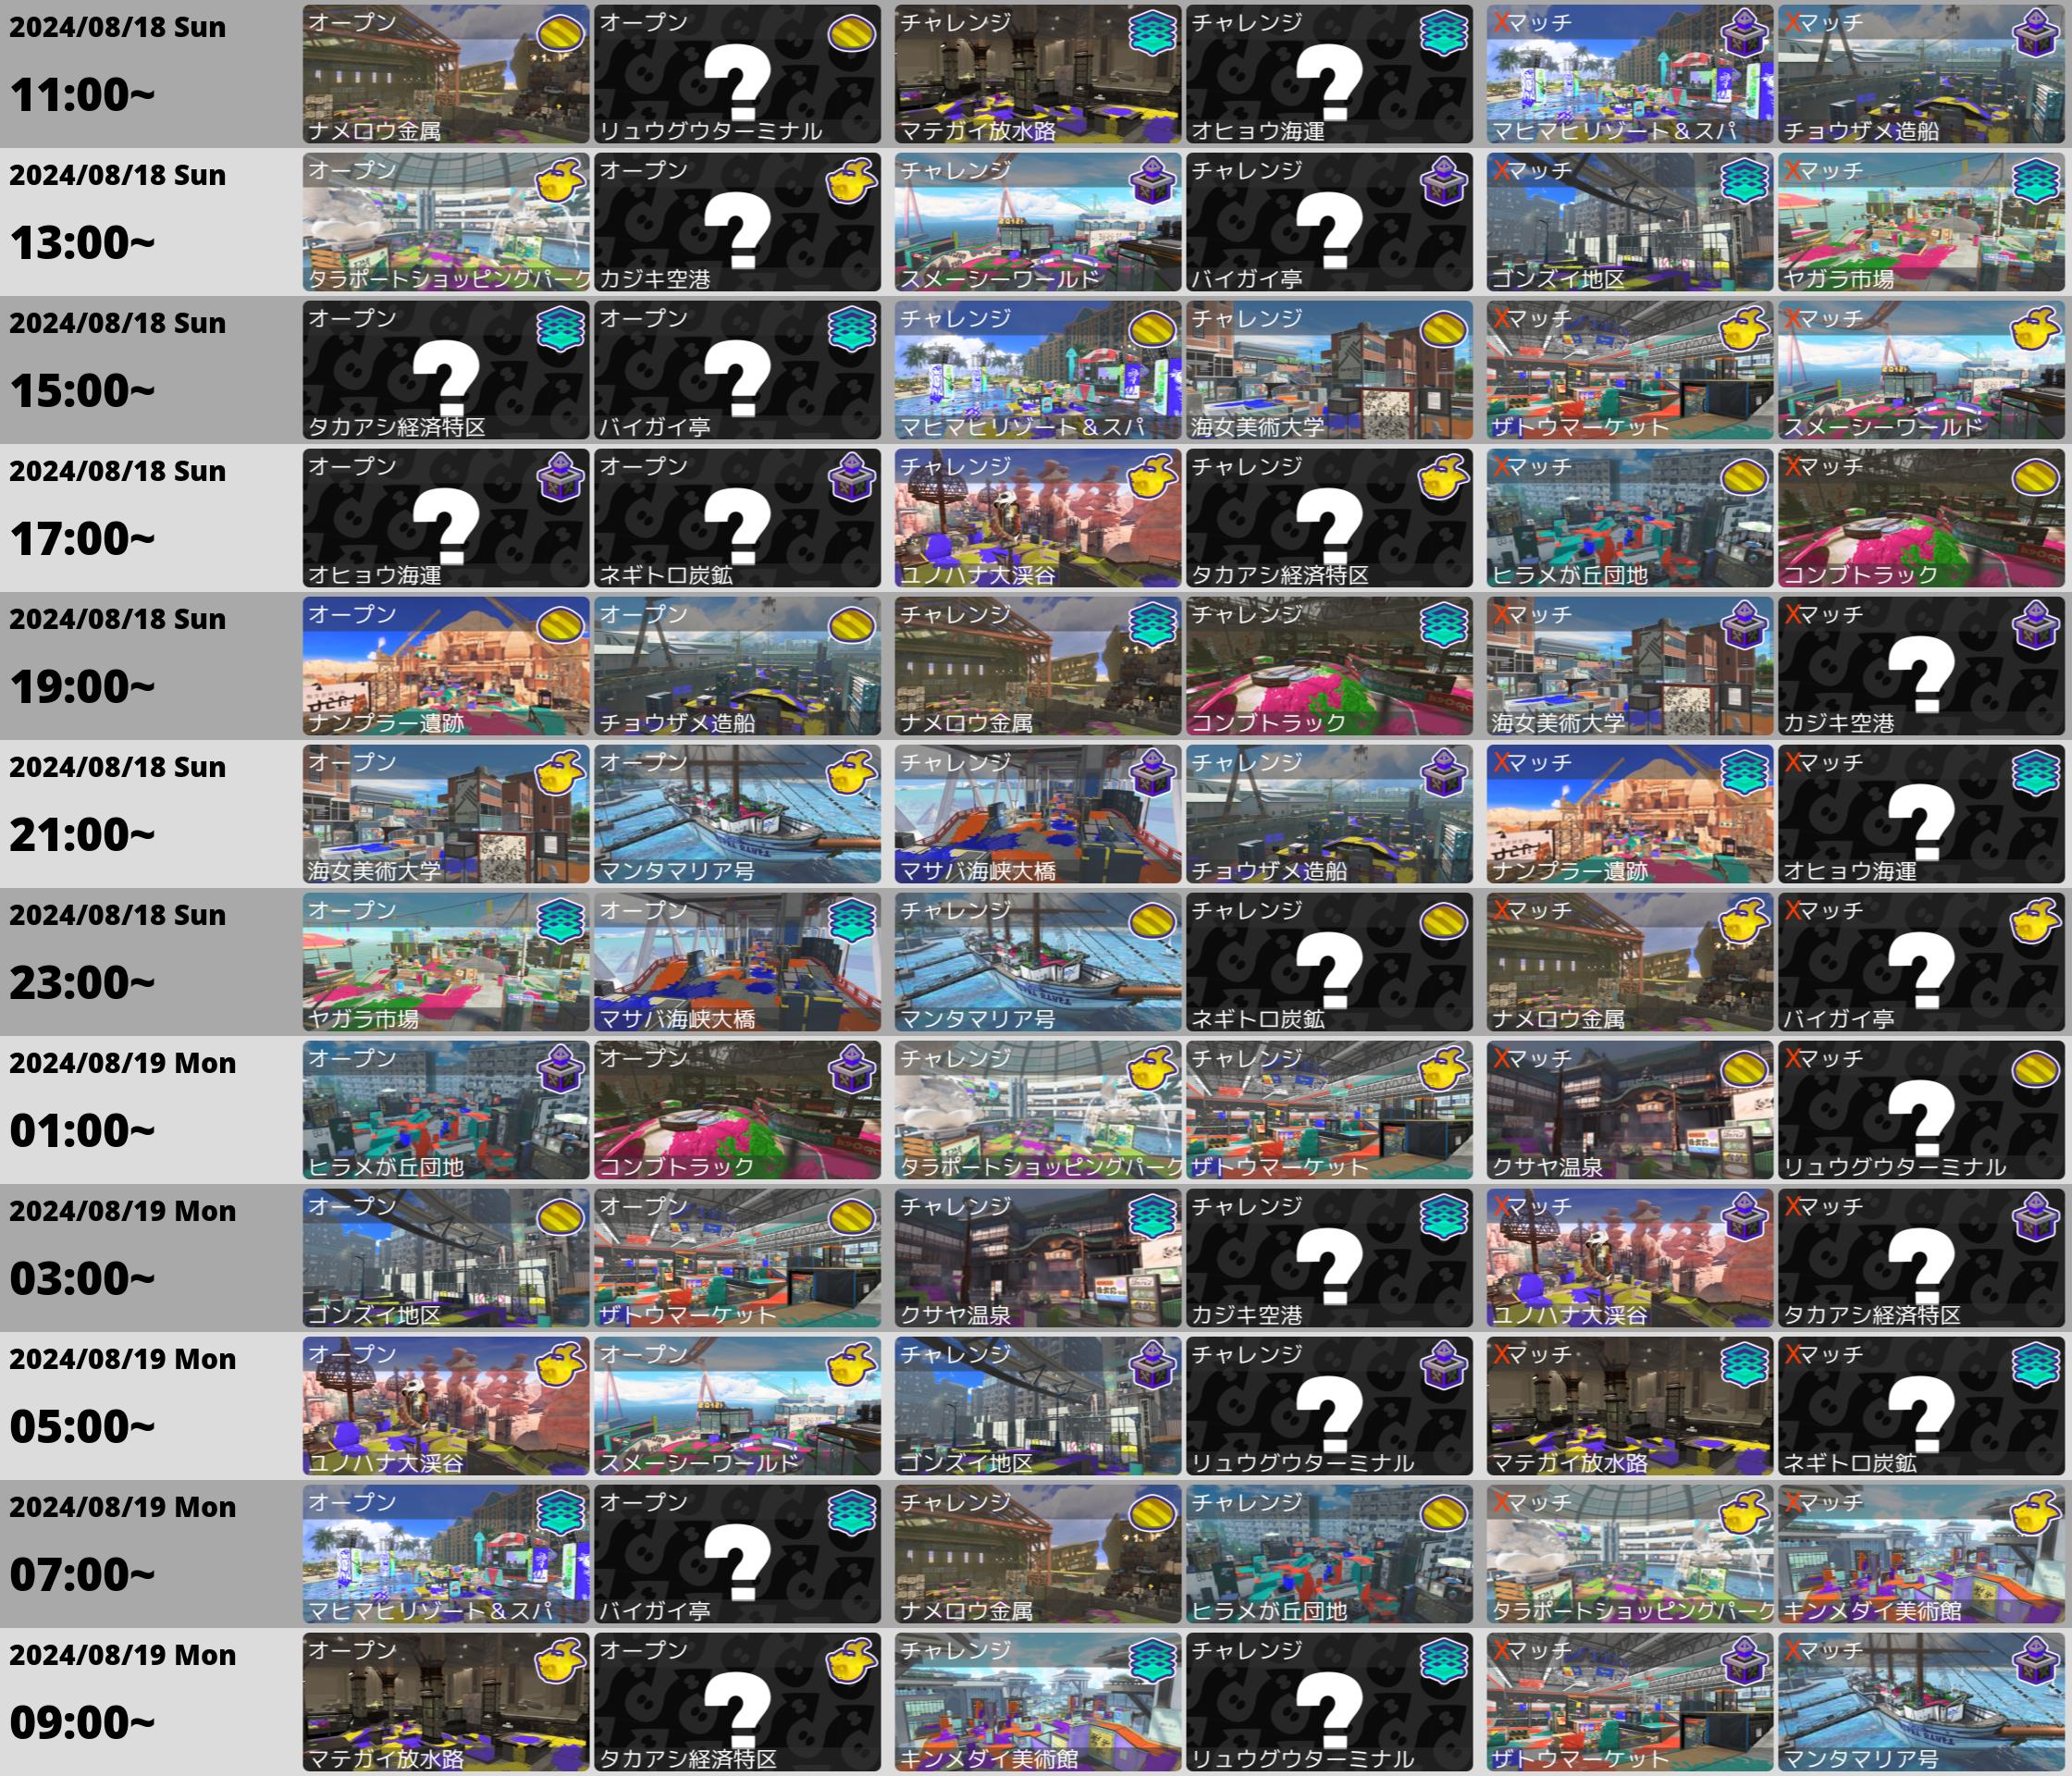 2024/08/18 Sun
11:00~
オープン
ナメロウ金属
オープン
リュウグウターミナル
チャレンジ
マテガイ放水路
チャレンジ
オヒョウ海運
Xマッチ
マヒマヒリゾート＆スパ
Xマッチ
チョウザメ造船
2024/08/18 Sun
13:00~
オープン
タラポートショッピングパーク
オープン
カジキ空港
チャレンジ
スメーシーワールド
チャレンジ
バイガイ亭
Xマッチ
ゴンズイ地区
Xマッチ
ヤガラ市場
2024/08/18 Sun
15:00~
オープン
タカアシ経済特区
オープン
バイガイ亭
チャレンジ
マヒマヒリゾート＆スパ
チャレンジ
海女美術大学
Xマッチ
ザトウマーケット
Xマッチ
スメーシーワールド
2024/08/18 Sun
17:00~
オープン
オヒョウ海運
オープン
ネギトロ炭鉱
チャレンジ
ユノハナ大渓谷
チャレンジ
タカアシ経済特区
Xマッチ
ヒラメが丘団地
Xマッチ
コンブトラック
2024/08/18 Sun
19:00~
オープン
ナンプラー遺跡
オープン
チョウザメ造船
チャレンジ
ナメロウ金属
チャレンジ
コンブトラック
Xマッチ
海女美術大学
Xマッチ
カジキ空港
2024/08/18 Sun
21:00~
オープン
海女美術大学
オープン
マンタマリア号
チャレンジ
マサバ海峡大橋
チャレンジ
チョウザメ造船
Xマッチ
ナンプラー遺跡
Xマッチ
オヒョウ海運
2024/08/18 Sun
23:00~
オープン
ヤガラ市場
オープン
マサバ海峡大橋
チャレンジ
マンタマリア号
チャレンジ
ネギトロ炭鉱
Xマッチ
ナメロウ金属
Xマッチ
バイガイ亭
2024/08/19 Mon
01:00~
オープン
ヒラメが丘団地
オープン
コンブトラック
チャレンジ
タラポートショッピングパーク
チャレンジ
ザトウマーケット
Xマッチ
クサヤ温泉
Xマッチ
リュウグウターミナル
2024/08/19 Mon
03:00~
オープン
ゴンズイ地区
オープン
ザトウマーケット
チャレンジ
クサヤ温泉
チャレンジ
カジキ空港
Xマッチ
ユノハナ大渓谷
Xマッチ
タカアシ経済特区
2024/08/19 Mon
05:00~
オープン
ユノハナ大渓谷
オープン
スメーシーワールド
チャレンジ
ゴンズイ地区
チャレンジ
リュウグウターミナル
Xマッチ
マテガイ放水路
Xマッチ
ネギトロ炭鉱
2024/08/19 Mon
07:00~
オープン
マヒマヒリゾート＆スパ
オープン
バイガイ亭
チャレンジ
ナメロウ金属
チャレンジ
ヒラメが丘団地
Xマッチ
タラポートショッピングパーク
Xマッチ
キンメダイ美術館
2024/08/19 Mon
09:00~
オープン
マテガイ放水路
オープン
タカアシ経済特区
チャレンジ
キンメダイ美術館
チャレンジ
リュウグウターミナル
Xマッチ
ザトウマーケット
Xマッチ
マンタマリア号